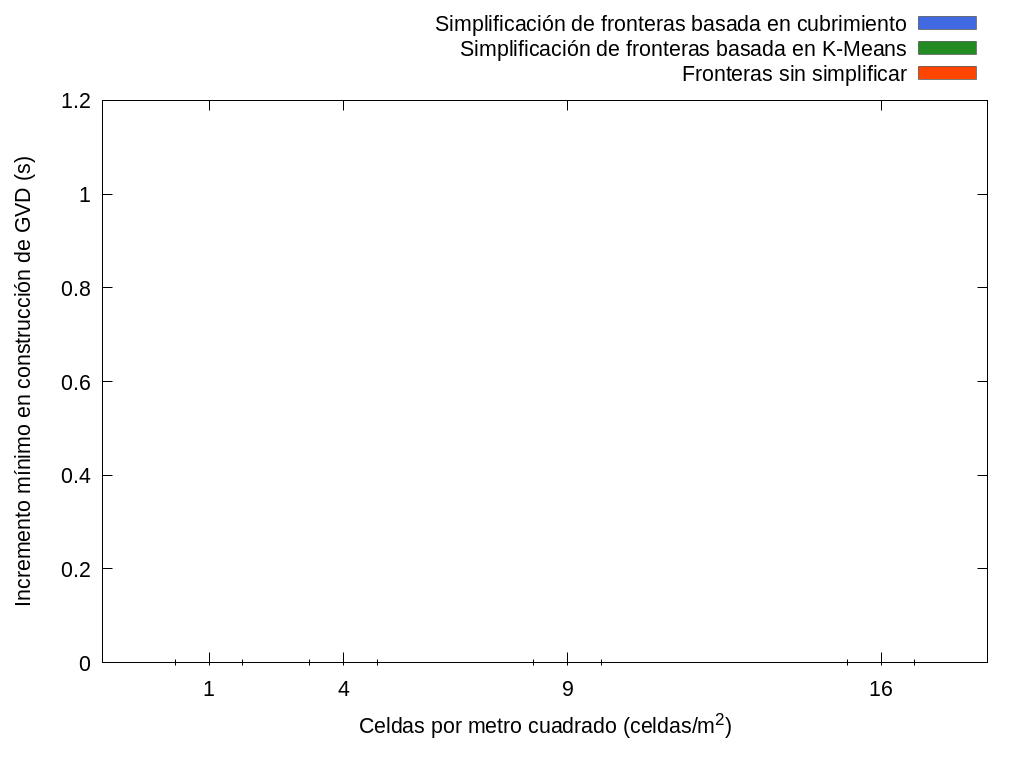 Simplificación de fronteras basada en cubrimiento
Simplificación de fronteras basada en K-Means
Fronteras sin simplificar
Incremento mínimo en construcción de GVD (s)
1.2
1
0.8
0.6
0.4
0.2
0
1 4 9 16
Celdas por metro cuadrado (celdas/m²)